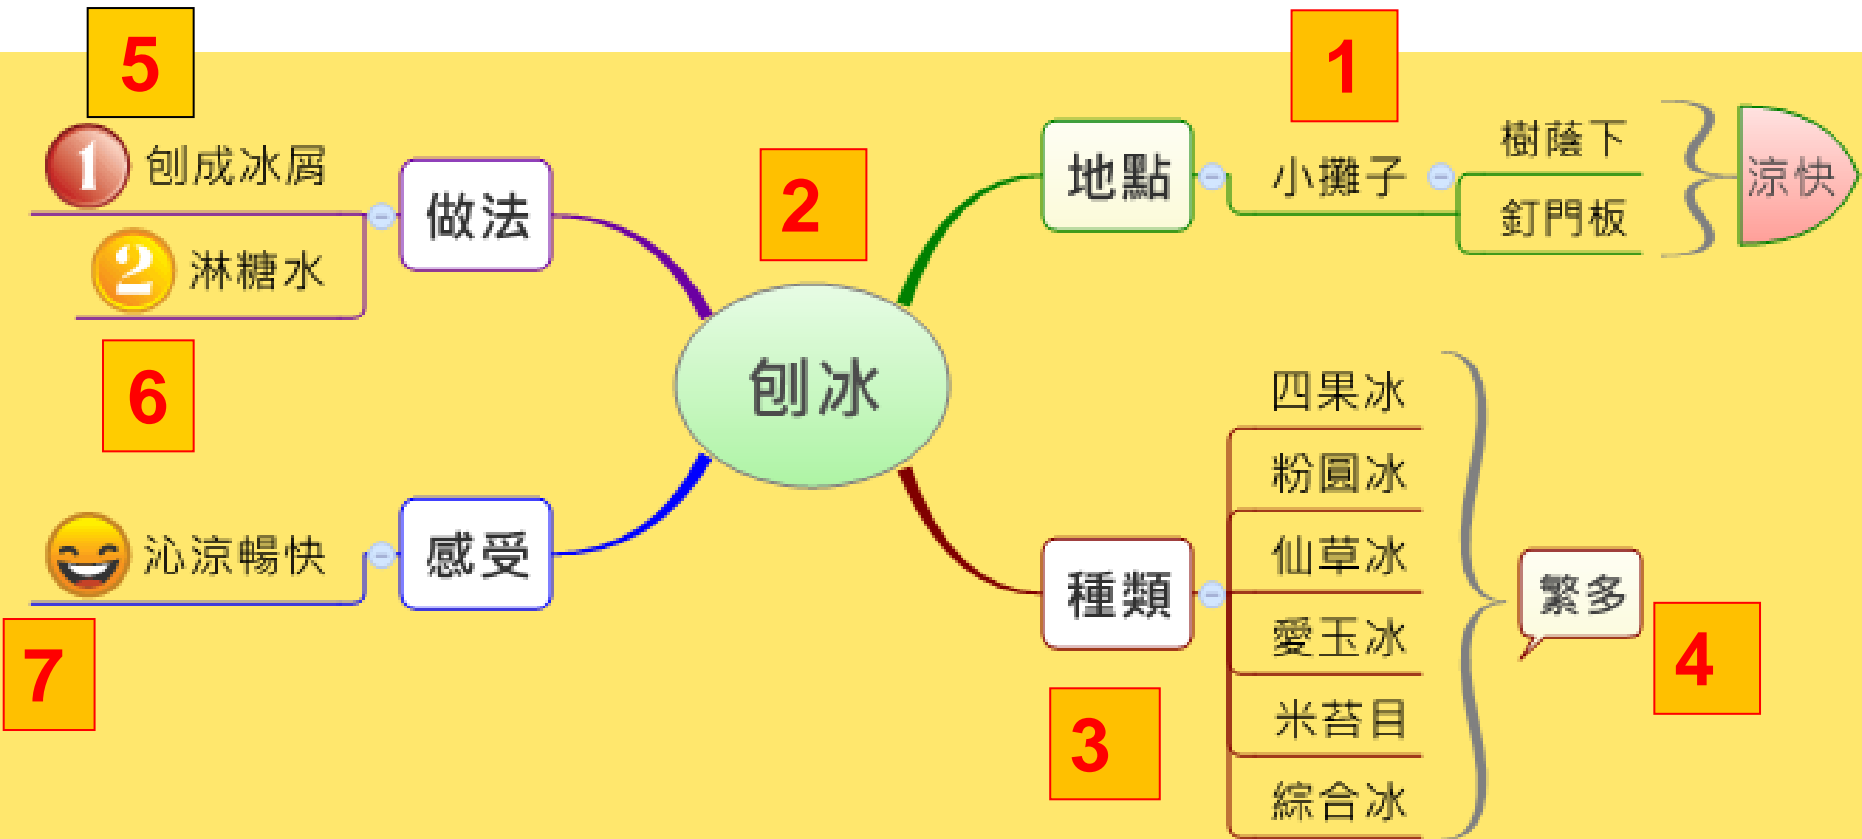 5
1
① 刨成冰屑
做法
② 淋糖水
6
2
刨冰
地點
小攤子
樹蔭下
釘門板
涼快
種類
3
四果冰
粉圓冰
仙草冰
愛玉冰
米苔目
綜合冰
繁多
4
感受
沁涼暢快
7